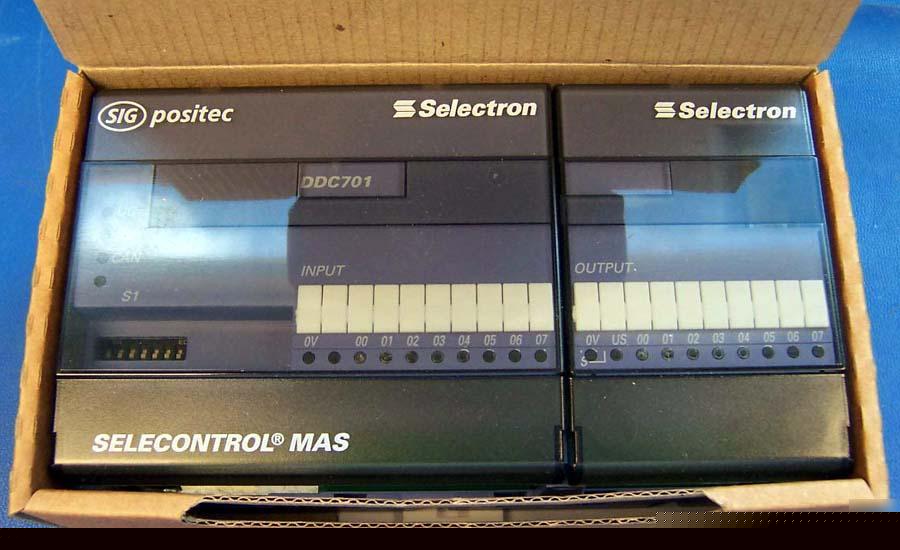 SIG positec
Selectron
Selectron
DDC701
CAN
S1
INPUT
OUTPUT
0V 00 01 02 03 04 05 06 07
0V US 00 01 02 03 04 05 06 07
SELECONTROL® MAS